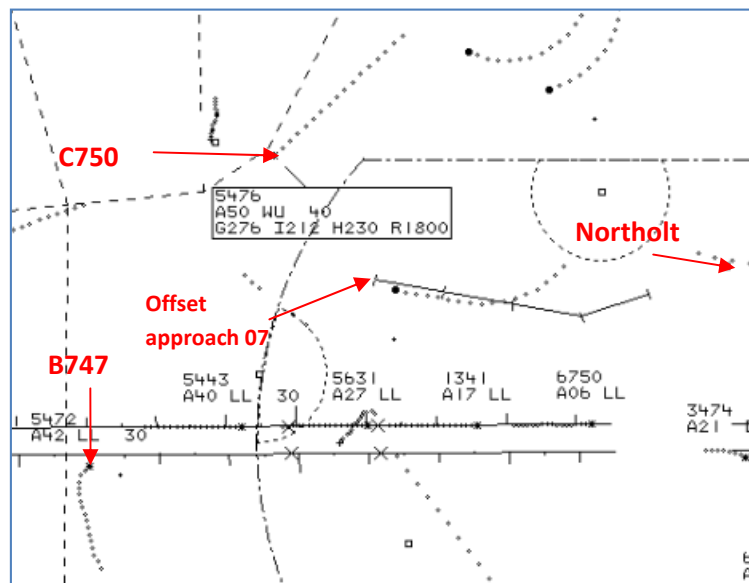 C750
5476
A50 WU 40
G276 I212 H230 R1800
Northolt
Offset
approach 07
B747
5443
A40 LL 30
5631
A27 LL
1341
A17 LL
6750
A06 LL
5472
A42 LL 30
3474
A21
6
A